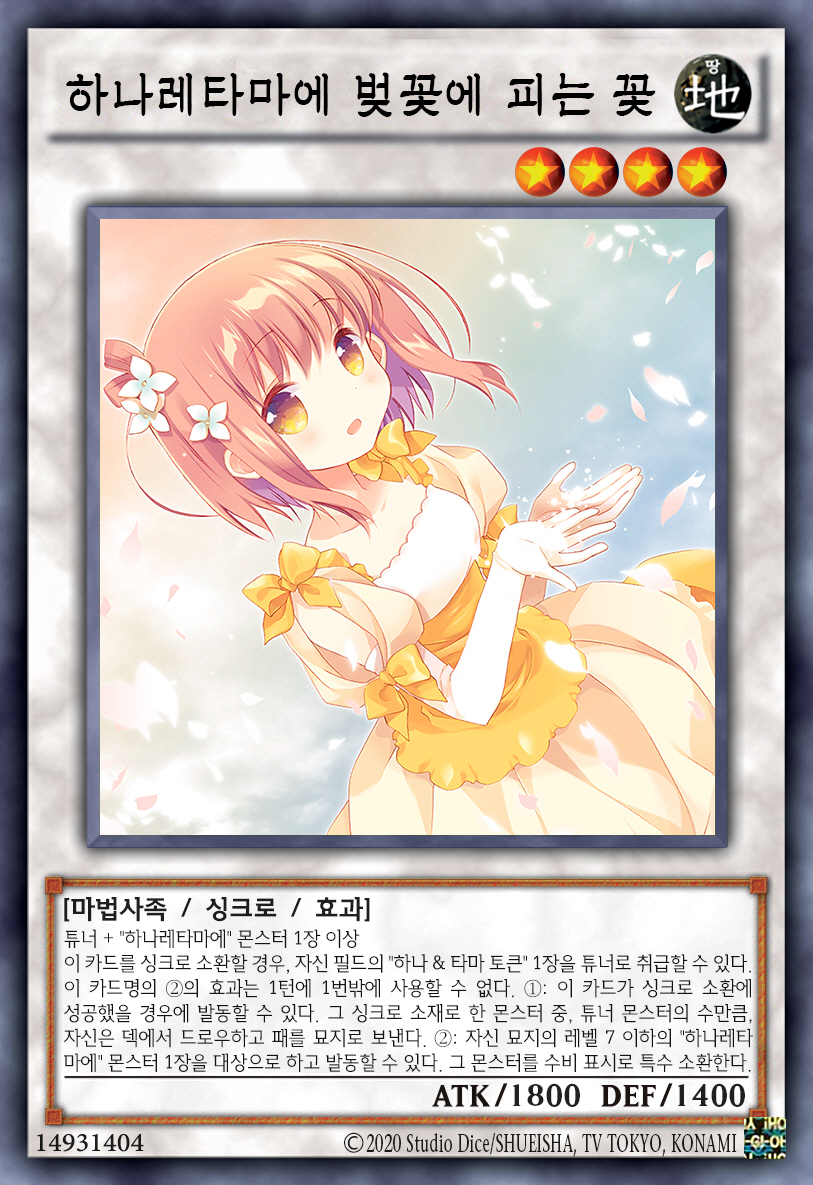 하나레타마에 벚꽃에 피는 꽃
땅
地
[마법사족 / 싱크로 / 효과]
튜너 + "하나레타마에" 몬스터 1장 이상
이 카드를 싱크로 소환할 경우, 자신 필드의 "하나 & 타마 토큰" 1장을 튜너로 취급할 수 있다.
이 카드명의 ②의 효과는 1턴에 1번밖에 사용할 수 없다. ①: 이 카드가 싱크로 소환에
성공했을 경우에 발동할 수 있다. 그 싱크로 소재로 한 몬스터 중, 튜너 몬스터의 수만큼,
자신은 덱에서 드로우하고 패를 묘지로 보낸다. ②: 자신 묘지의 레벨 7 이하의 "하나레타
마에" 몬스터 1장을 대상으로 하고 발동할 수 있다. 그 몬스터를 수비 표시로 특수 소환한다.
ATK/1800 DEF/1400
14931404
©2020 Studio Dice/SHUEISHA, TV TOKYO, KONAMI